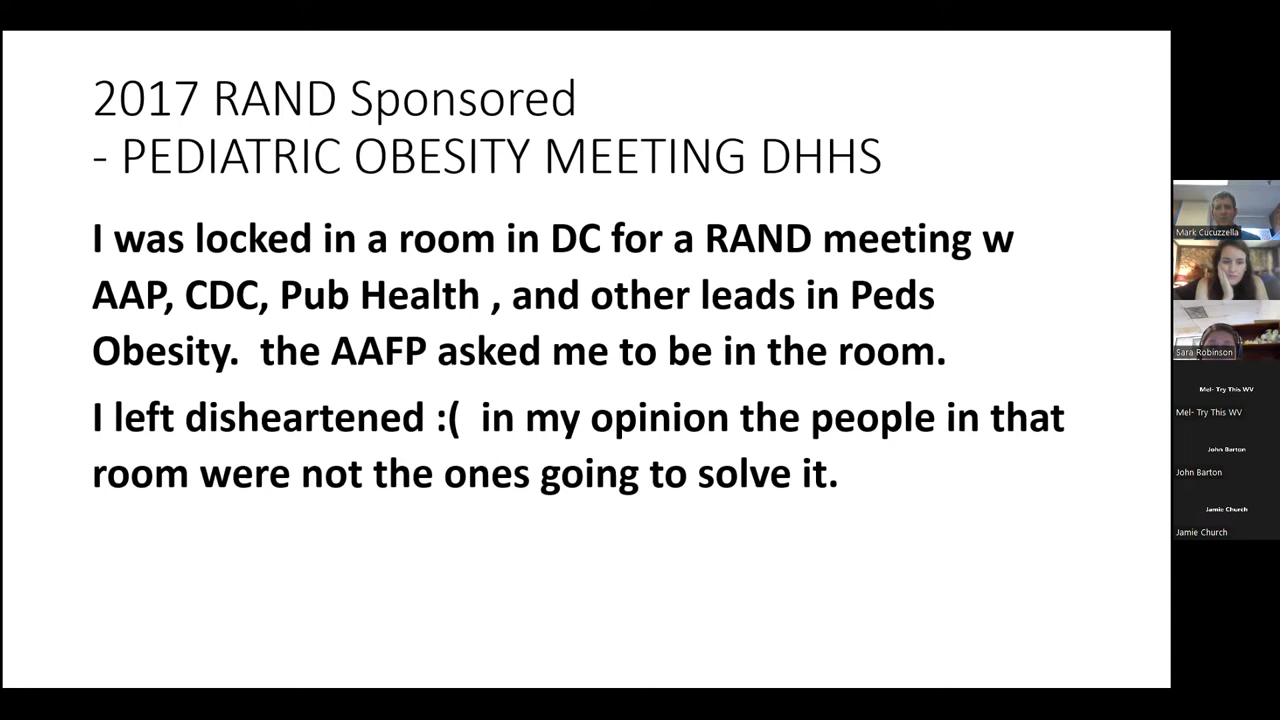 2017 RAND Sponsored
- PEDIATRIC OBESITY MEETING DHHS
I was locked in a room in DC for a RAND meeting w
AAP, CDC, Pub Health , and other leads in Peds
Obesity.  the AAFP asked me to be in the room.
I left disheartened :(  in my opinion the people in that
room were not the ones going to solve it.
Mark Cucuzzella
Sara Robinson
Mel- Try This WV
Mel- Try This WV
John Barton
John Barton
Jamie Church
Jamie Church